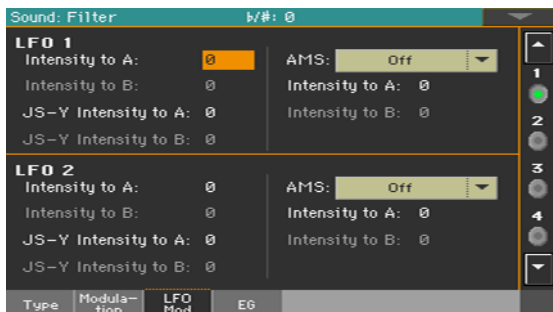 Sound: Filter ♭/#: 0
LFO 1
Intensity to A: 0 AMS: Off
Intensity to B: 0 Intensity to A: 0
JS-Y Intensity to A: 0 Intensity to B: 0
JS-Y Intensity to B: 0
LFO 2
Intensity to A: 0 AMS: Off
Intensity to B: 0 Intensity to A: 0
JS-Y Intensity to A: 0 Intensity to B: 0
JS-Y Intensity to B: 0
1
2
3
4
Type Modula-tion LFO Mod EG